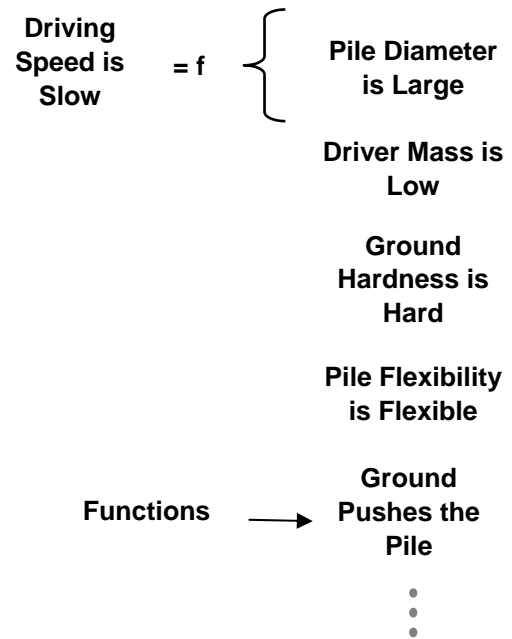 Driving
Speed is
Slow
= f
Pile Diameter
is Large
Driver Mass is
Low
Ground
Hardness is
Hard
Pile Flexibility
is Flexible
Functions
Ground
Pushes the
Pile